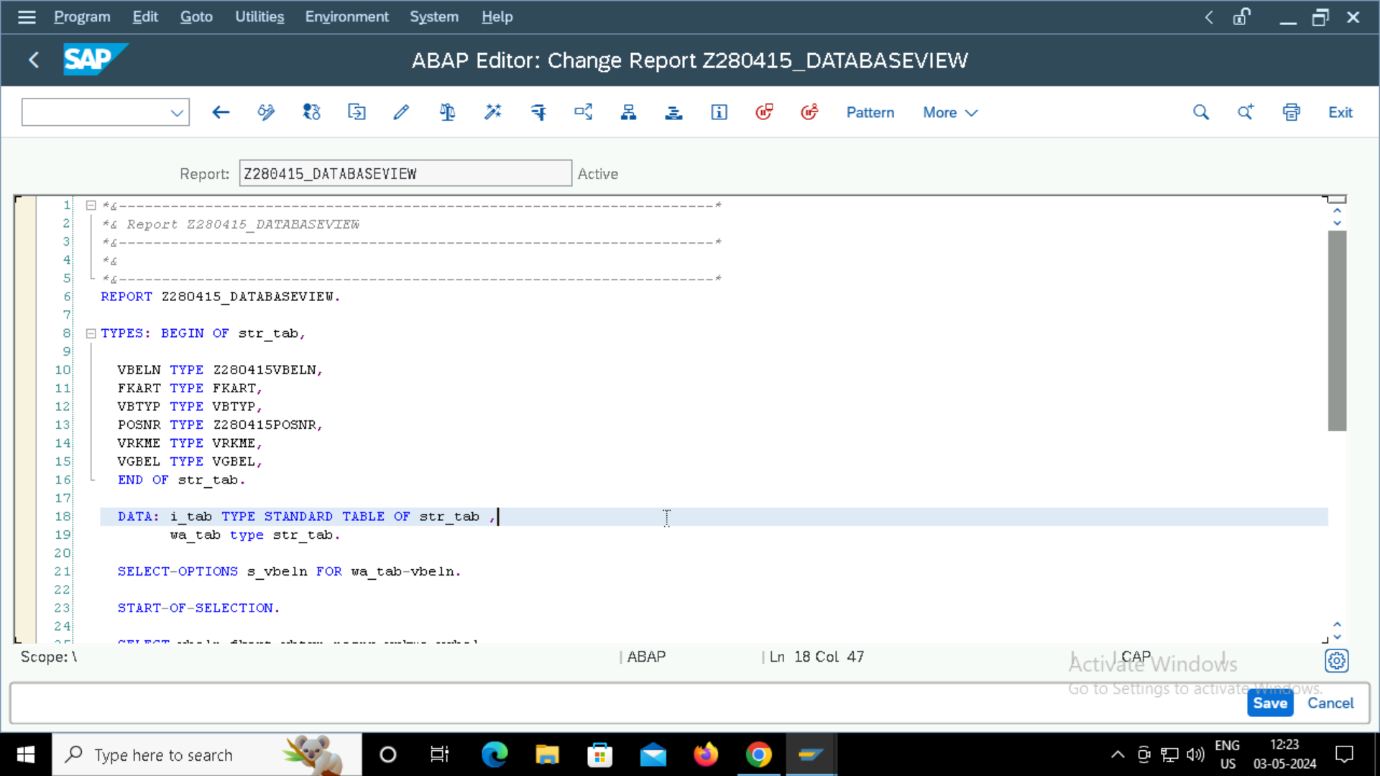 Program Edit Goto Utilities Environment System Help
SAP ABAP Editor: Change Report Z280415_DATABASEVIEW
Pattern More Exit
Report: Z280415_DATABASEVIEW Active
1 *&---------------------------------------------------------------------*
2 *& Report Z280415_DATABASEVIEW
3 *&---------------------------------------------------------------------*
4 *&
5 *&---------------------------------------------------------------------*
6 REPORT Z280415_DATABASEVIEW.
7
8 TYPES: BEGIN OF str_tab,
9
10 VBELN TYPE Z280415VBELN,
11 FKART TYPE FKART,
12 VBTYP TYPE VBTYP,
13 POSNR TYPE Z280415POSNR,
14 VRKME TYPE VRKME,
15 VGBEL TYPE VGBEL,
16 END OF str_tab.
17
18 DATA: i_tab TYPE STANDARD TABLE OF str_tab ,
19 wa_tab type str_tab.
20
21 SELECT-OPTIONS s_vbeln FOR wa_tab-vbeln.
22
23 START-OF-SELECTION.
24
Scope: \ ABAP Ln 18 Col 47 CAP
Activate Windows
Go to Settings to activate Windows.
Save Cancel
Type here to search
ENG 12:23
US 03-05-2024